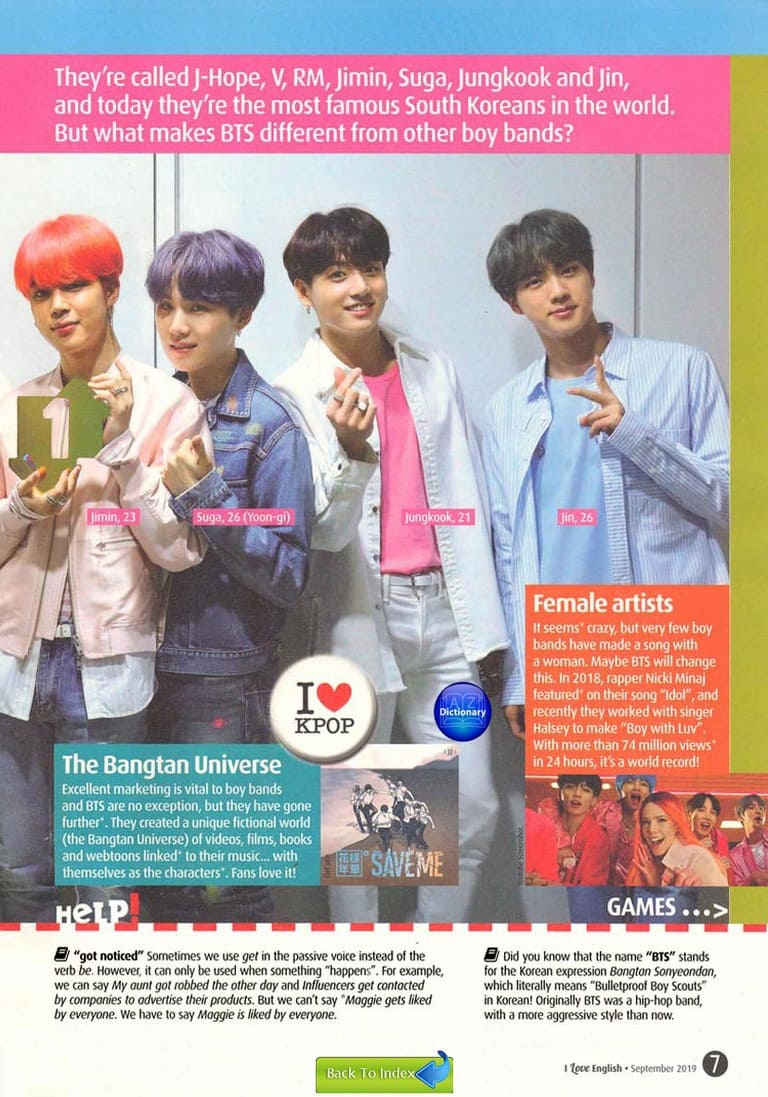 They're called J-Hope, V, RM, Jimin, Suga, Jungkook and Jin,
and today they're the most famous South Koreans in the world.
But what makes BTS different from other boy bands?
1
Jimin, 23
Suga, 26 (Yoon-gi)
Jungkook, 21
Jin, 26
Female artists
It seems* crazy, but very few boy
bands have made a song with
a woman. Maybe BTS will change
this. In 2018, rapper Nicki Minaj
featured* on their song "Idol", and
recently they worked with singer
Halsey to make "Boy with Luv".
With more than 74 million views*
in 24 hours, it's a world record!
I ♥
KPOP
A Z
Dictionary
The Bangtan Universe
Excellent marketing is vital to boy bands
and BTS are no exception, but they have gone
further*. They created a unique fictional world
(the Bangtan Universe) of videos, films, books
and webtoons linked* to their music... with
themselves as the characters*. Fans love it!
花樣
年華
SAVE ME
GAMES ...>
HeLP!
"got noticed" Sometimes we use get in the passive voice instead of the
verb be. However, it can only be used when something "happens". For example,
we can say My aunt got robbed the other day and Influencers get contacted
by companies to advertise their products. But we can't say *Maggie gets liked
by everyone. We have to say Maggie is liked by everyone.
Did you know that the name "BTS" stands
for the Korean expression Bangtan Sonyeondan,
which literally means "Bulletproof Boy Scouts"
in Korean! Originally BTS was a hip-hop band,
with a more aggressive style than now.
I Love English • September 2019 7
Back To Index